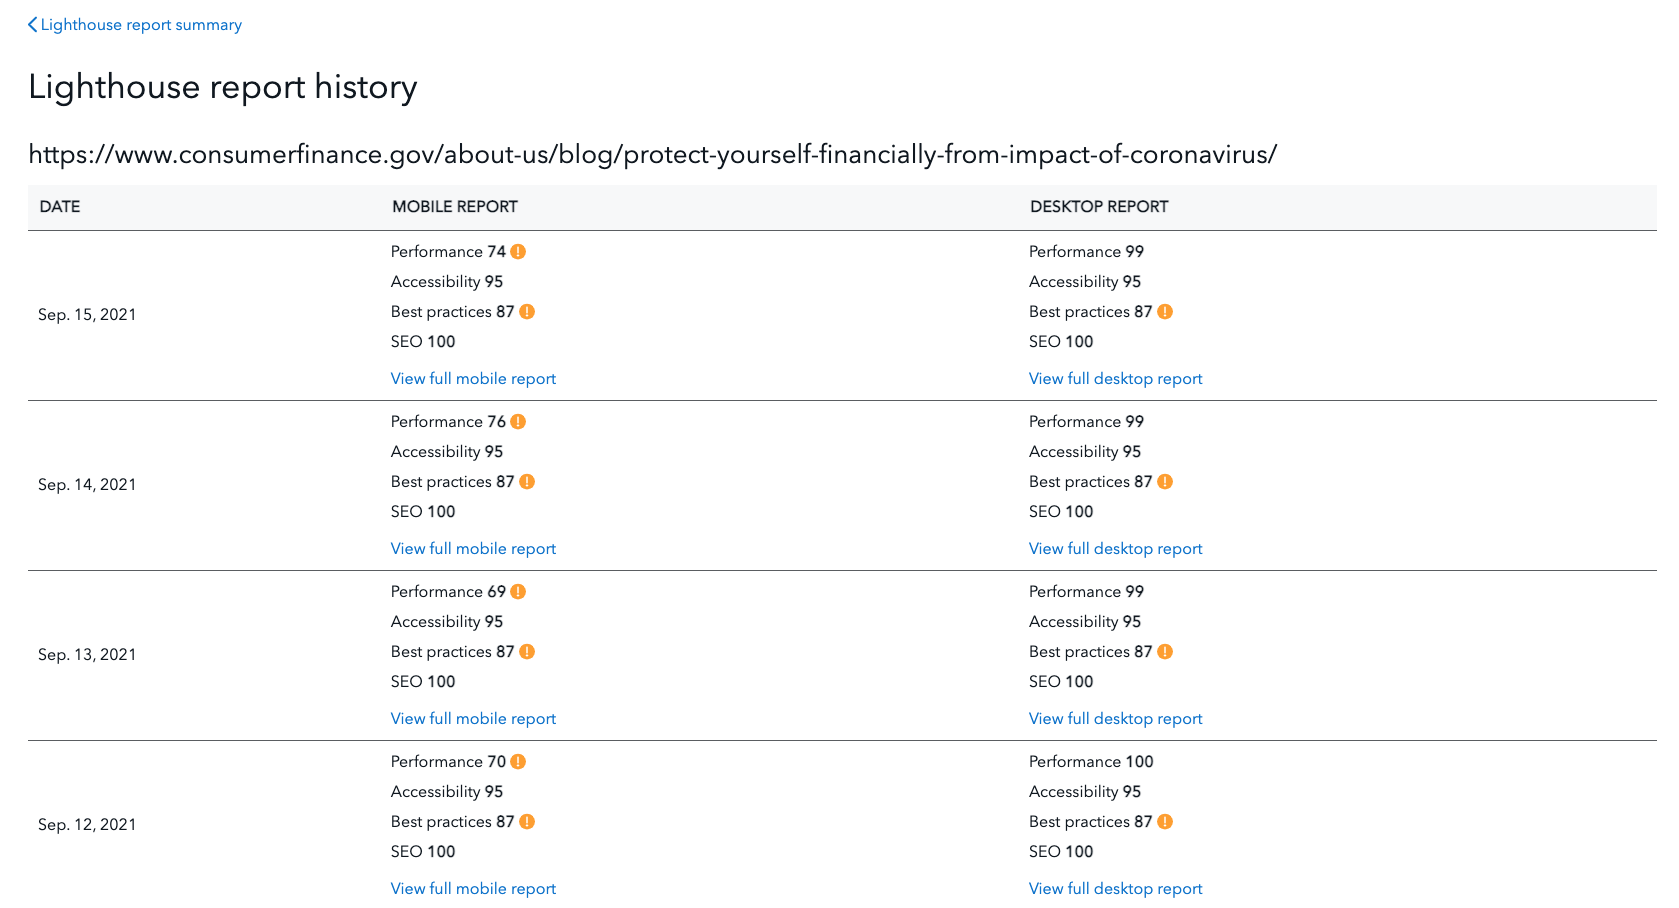 Lighthouse report summary
Lighthouse report history
https://www.consumerfinance.gov/about-us/blog/protect-yourself-financially-from-impact-of-coronavirus/
DATE MOBILE REPORT DESKTOP REPORT
Sep. 15, 2021
Performance 74
Accessibility 95
Best practices 87
SEO 100
View full mobile report
Performance 99
Accessibility 95
Best practices 87
SEO 100
View full desktop report
Sep. 14, 2021
Performance 76
Accessibility 95
Best practices 87
SEO 100
View full mobile report
Performance 99
Accessibility 95
Best practices 87
SEO 100
View full desktop report
Sep. 13, 2021
Performance 69
Accessibility 95
Best practices 87
SEO 100
View full mobile report
Performance 99
Accessibility 95
Best practices 87
SEO 100
View full desktop report
Sep. 12, 2021
Performance 70
Accessibility 95
Best practices 87
SEO 100
View full mobile report
Performance 100
Accessibility 95
Best practices 87
SEO 100
View full desktop report